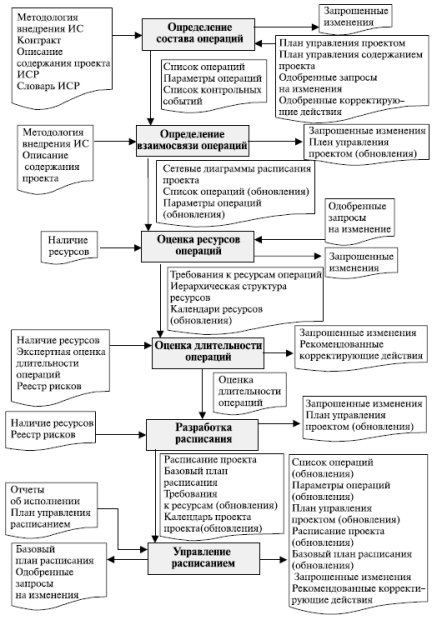 Методология
внедрения ИС
Контракт
Описание
содержания проекта
ИСР
Словарь ИСР
Определение
состава операций
Запрошенные
изменения
План управления проектом
План управления содержанием
проекта
Одобренные запросы
на изменения
Одобренные корректирую-
щие действия
Список операций
Параметры операций
Список контрольных
событий
Методология
внедрения ИС
Описание
содержания
проекта
Определение
взаимосвязи операций
Запрошенные изменения
Плен управления
проектом (обновления)
Сетевые диаграммы расписания
проекта
Список операций (обновления)
Параметры операций
(обновления)
Одобренные
запросы
на изменение
Наличие
ресурсов
Оценка ресурсов
операций
Запрошенные
изменения
Требования к ресурсам операций
Иерархическая структура
ресурсов
Календари ресурсов
(обновления)
Наличие ресурсов
Экспертная оценка
длительности
операций
Реестр рисков
Оценка длительности
операций
Запрошенные изменения
Рекомендованные
корректирующие действия
Оценка
длительности
операций
Наличие ресурсов
Реестр рисков
Разработка
расписания
Запрошенные изменения
План управления
проектом (обновления)
Расписание проекта
Базовый план
расписания
Требования
к ресурсам (обновления)
Календарь проекта
проекта(обновления)
Отчеты
об исполнении
План управления
расписанием
Базовый
план расписания
Одобренные
запросы
на изменения
Управление
расписанием
Список операций
(обновления)
Параметры операций
(обновления)
План управления
проектом (обновления)
Расписание проекта
(обновления)
Базовый план расписания
(обновления)
Запрошенные изменения
Рекомендованные корректи-
рующие действия